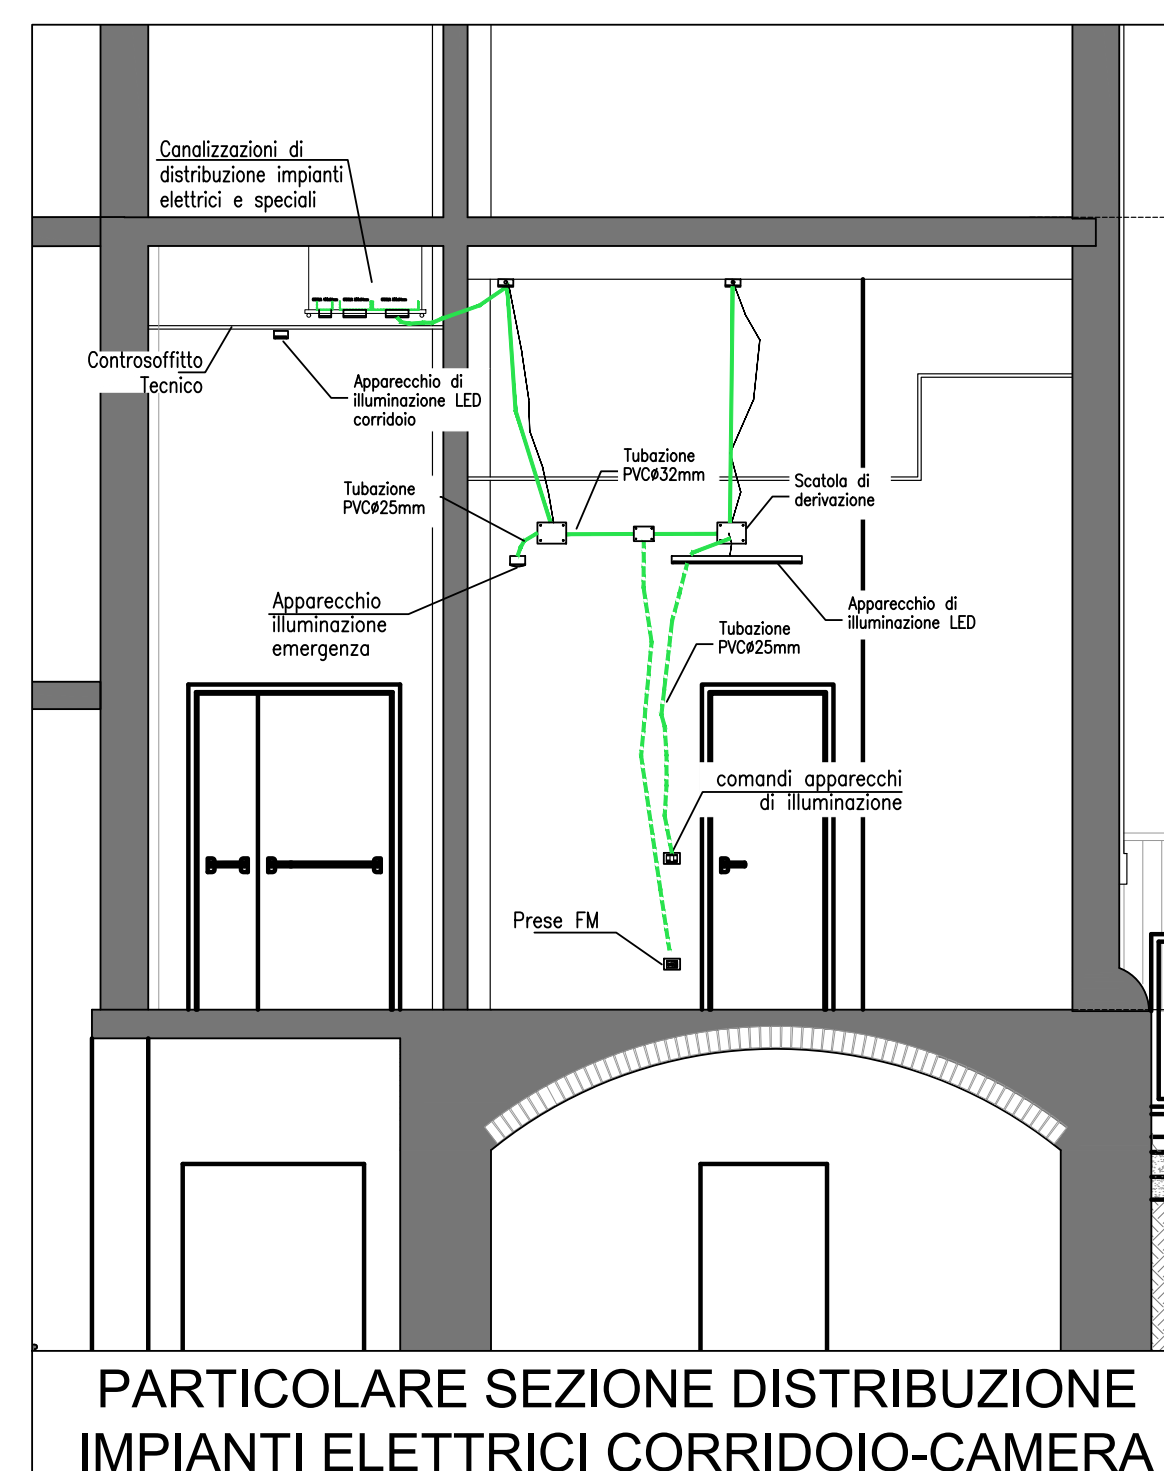 Canalizzazioni di
distribuzione impianti
elettrici e speciali
Controsoffitto
Tecnico
Apparecchio di
illuminazione LED
corridoio
Tubazione
PVCø25mm
Tubazione
PVCø32mm
Scatola di
derivazione
Apparecchio
illuminazione
emergenza
Apparecchio di
illuminazione LED
Tubazione
PVCø25mm
comandi apparecchi
di illuminazione
Prese FM
PARTICOLARE SEZIONE DISTRIBUZIONE
IMPIANTI ELETTRICI CORRIDOIO-CAMERA